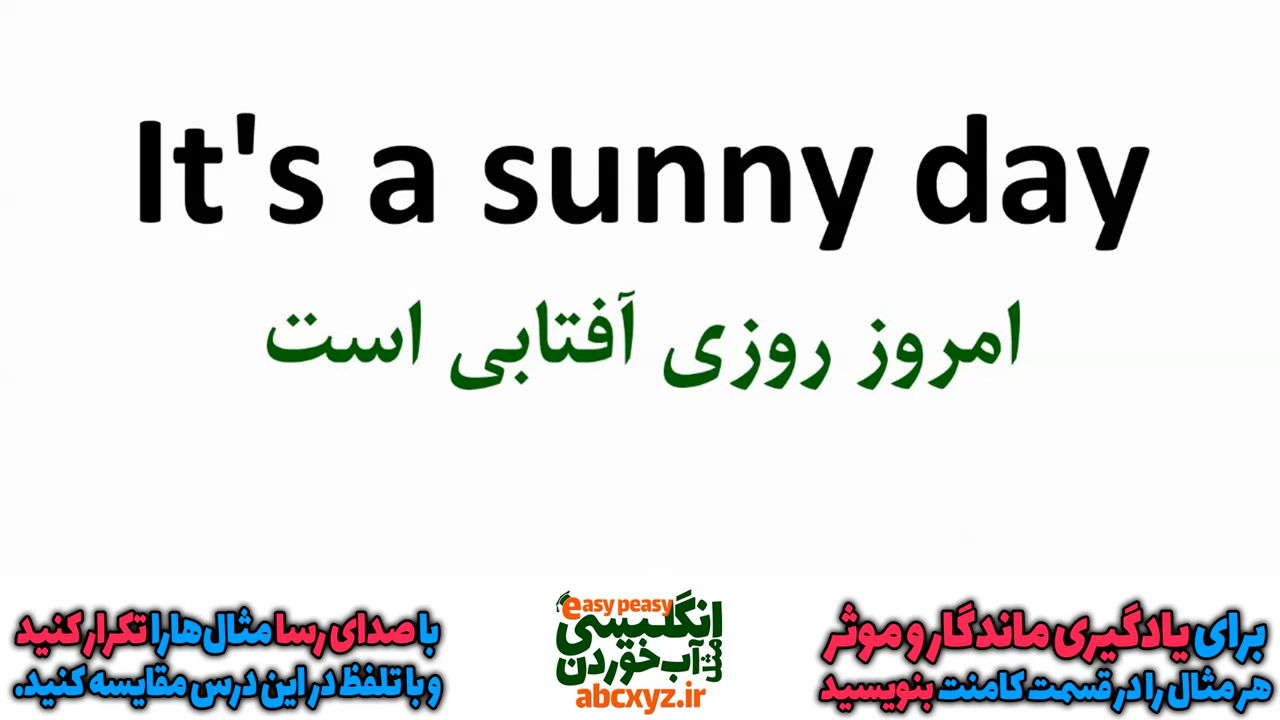 It's a sunny day
امروز روزی آفتابی است
برای یادگیری ماندگار و موثر
هر مثال را در قسمت کامنت بنویسید
easy peasy
انگلیسی
مثل آب خوردن
abcxyz.ir
با صدای رسا مثال‌ها را تکرار کنید
و با تلفظ در این درس مقایسه کنید.